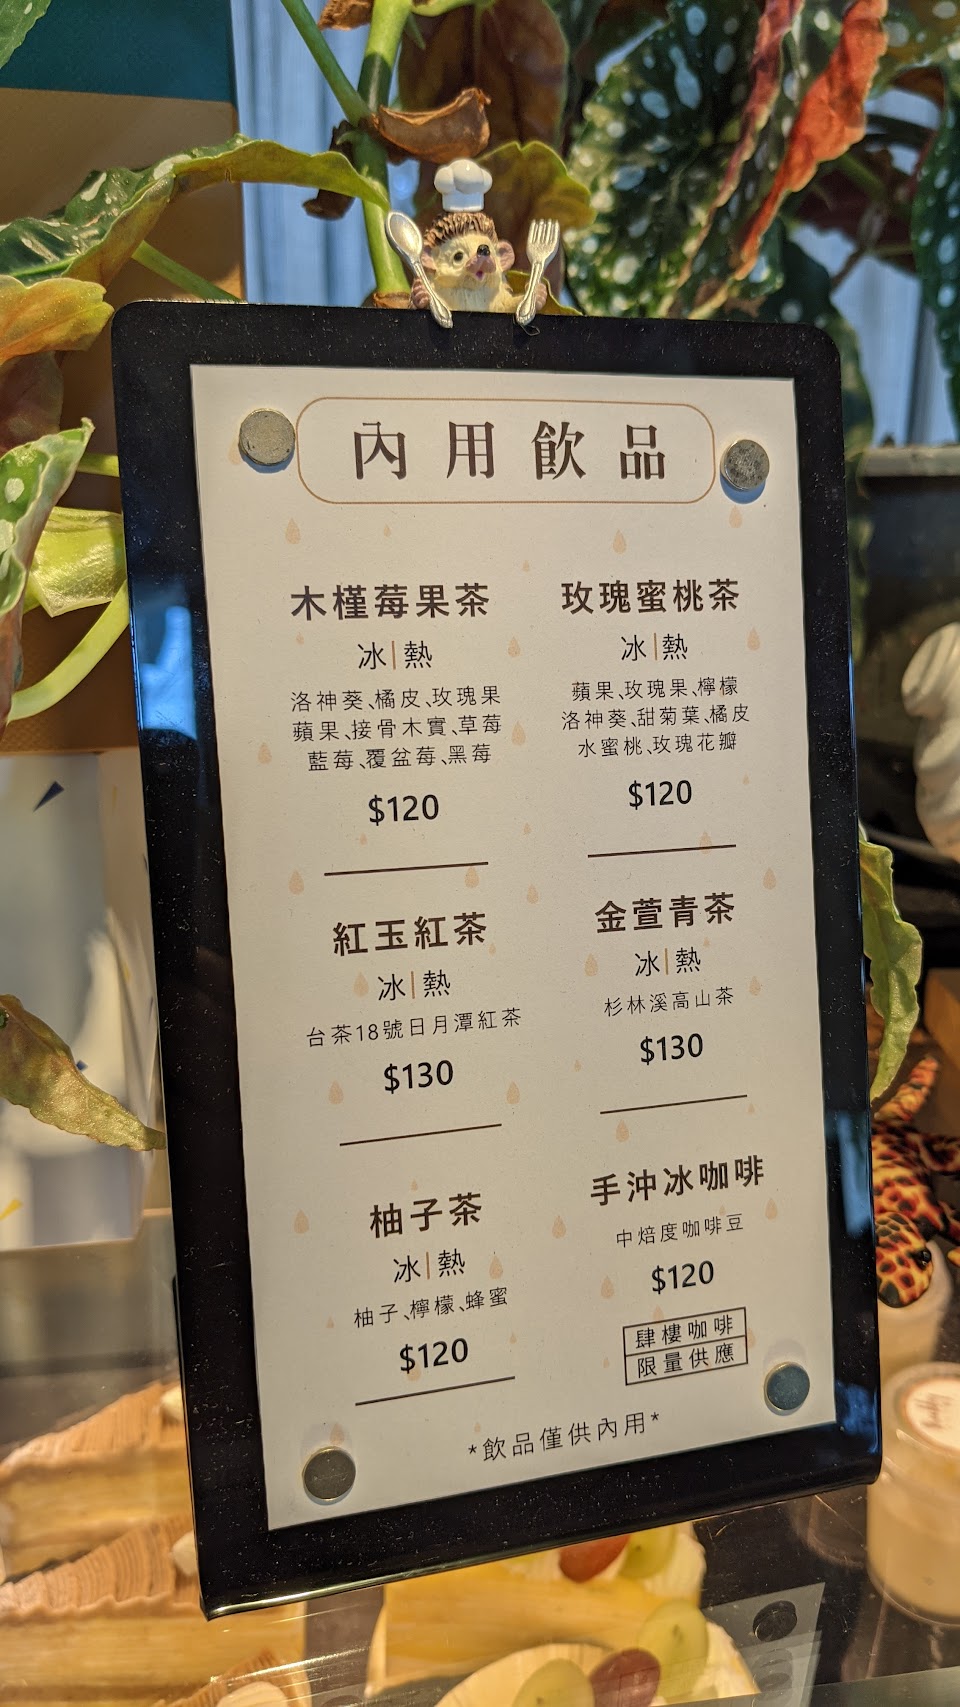 內用飲品
木槿莓果茶
冰|熱
洛神葵、橘皮、玫瑰果
蘋果、接骨木實、草莓
藍莓、覆盆莓、黑莓
$120
玫瑰蜜桃茶
冰|熱
蘋果、玫瑰果、檸檬
洛神葵、甜菊葉、橘皮
水蜜桃、玫瑰花瓣
$120
紅玉紅茶
冰|熱
台茶18號日月潭紅茶
$130
金萱青茶
冰|熱
杉林溪高山茶
$130
柚子茶
冰|熱
柚子、檸檬、蜂蜜
$120
手沖冰咖啡
中焙度咖啡豆
$120
肆樓咖啡
限量供應
*飲品僅供內用*